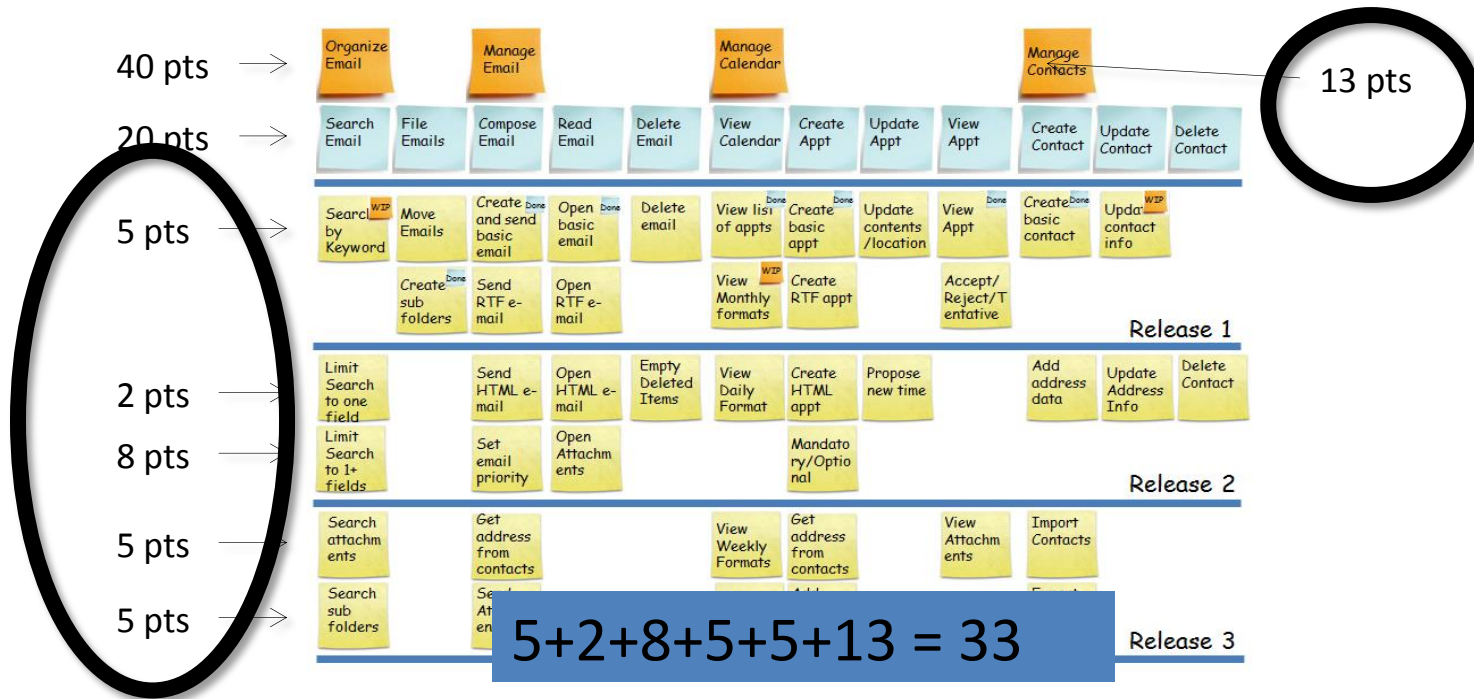 40 pts
Organize
Email
Manage
Email
Manage
Calendar
Manage
Contacts
13 pts
20 pts
Search
Email
File
Emails
Compose
Email
Read
Email
Delete
Email
View
Calendar
Create
Appt
Update
Appt
View
Appt
Create
Contact
Update
Contact
Delete
Contact
5 pts
Search
by
Keyword
WIP
Move
Emails
Create
and send
basic
email
Done
Open
basic
email
Done
Delete
email
View list
of appts
Done
Create
basic
appt
Done
Update
contents
/location
View
Appt
Done
Create
basic
contact
Done
contact
info
WIP
Create
sub
folders
Done
Send
RTF e-
mail
Open
RTF e-
mail
View
Monthly
formats
WIP
Create
RTF appt
Accept/
Reject/T
entative
Release 1
2 pts
Limit
Search
to one
field
Send
HTML e-
mail
Open
HTML e-
mail
Empty
Deleted
Items
View
Daily
Format
Create
HTML
appt
Propose
new time
Add
address
data
Update
Address
Info
Delete
Contact
8 pts
Limit
Search
to 1+
fields
Set
email
priority
Open
Attachm
ents
Mandato
ry/Optio
nal
Release 2
5 pts
Search
attachm
ents
Get
address
from
contacts
View
Weekly
Formats
Get
address
from
contacts
View
Attachm
ents
Import
Contacts
5 pts
Search
sub
folders
5+2+8+5+5+13 = 33
Release 3